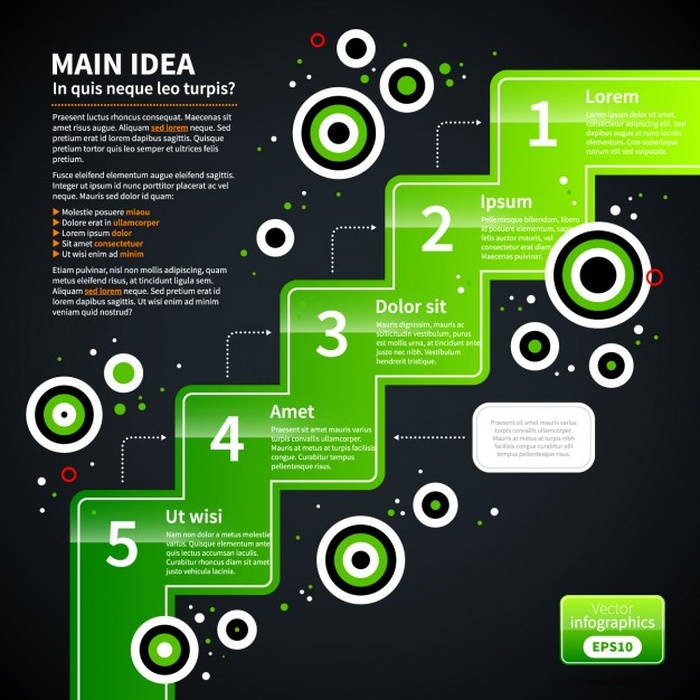 MAIN IDEA
In quis neque leo turpis?
Praesent luctus rhoncus consequat. Maecenas sit
amet risus augue. Aliquam sed lorem neque. Sed
pretium erat id lorem dapibus sagittis. Quisque
pretium tortor quis leo semper et ultrices felis
pretium.
Fusce eleifend elementum augue eleifend sagittis.
Integer ut ipsum id nunc porttitor placerat ac vel
neque. Mauris sed dolor id quam:
Molestie posuere miaou
Dolore erat in ullamcorper
Lorem ipsum dolor
Sit amet consectetuer
Ut wisi enim ad minim
Etiam pulvinar, nisl non mollis adipiscing, quam
metus eleifend turpis, ac tincidunt ligula sem sit.
Aliquam sed lorem neque. Sed pretium erat id lorem
dapibus sagittis. Ut wisi enim ad minim
veniam quid nostrud?
1
Lorem
Lorem ipsum dolor sit amet,
consectetur adipiscing elit. Vivamus
dapibus augue ac nunc iaculis
bibendum. Cras scelerisque
rutrum est sed vulputate.
2
Ipsum
Pellentesque bibendum, libero
id posuere elementum, sapien
felis auctor mauris, vel
consequat erat diam ut
Maecenas pulvinar.
3
Dolor sit
Mauris dignissim, mauris ac
sollicitudin vestibulum, purus
est mollis urna, at tincidunt ante
justo nec nibh. Vestibulum
hendrerit tristique.
4
Amet
Praesent sit amet mauris varius
turpis convallis ullamcorper.
Mauris at metus at turpis facilisis
congue. Curabitur tempus
pellentesque risus.
Praesent sit amet mauris varius
turpis convallis ullamcorper.
Mauris at metus at turpis nibh
sit amet mi. Curabitur tempus
pellentesque risus.
5
Ut wisi
Nam non dolor a metus molestie
varius. Quisque elementum ante
quis lectus accumsan iaculis.
Curabitur rhoncus diam sit amet
justo vehicula lacinia.
Vector
infographics
EPS10